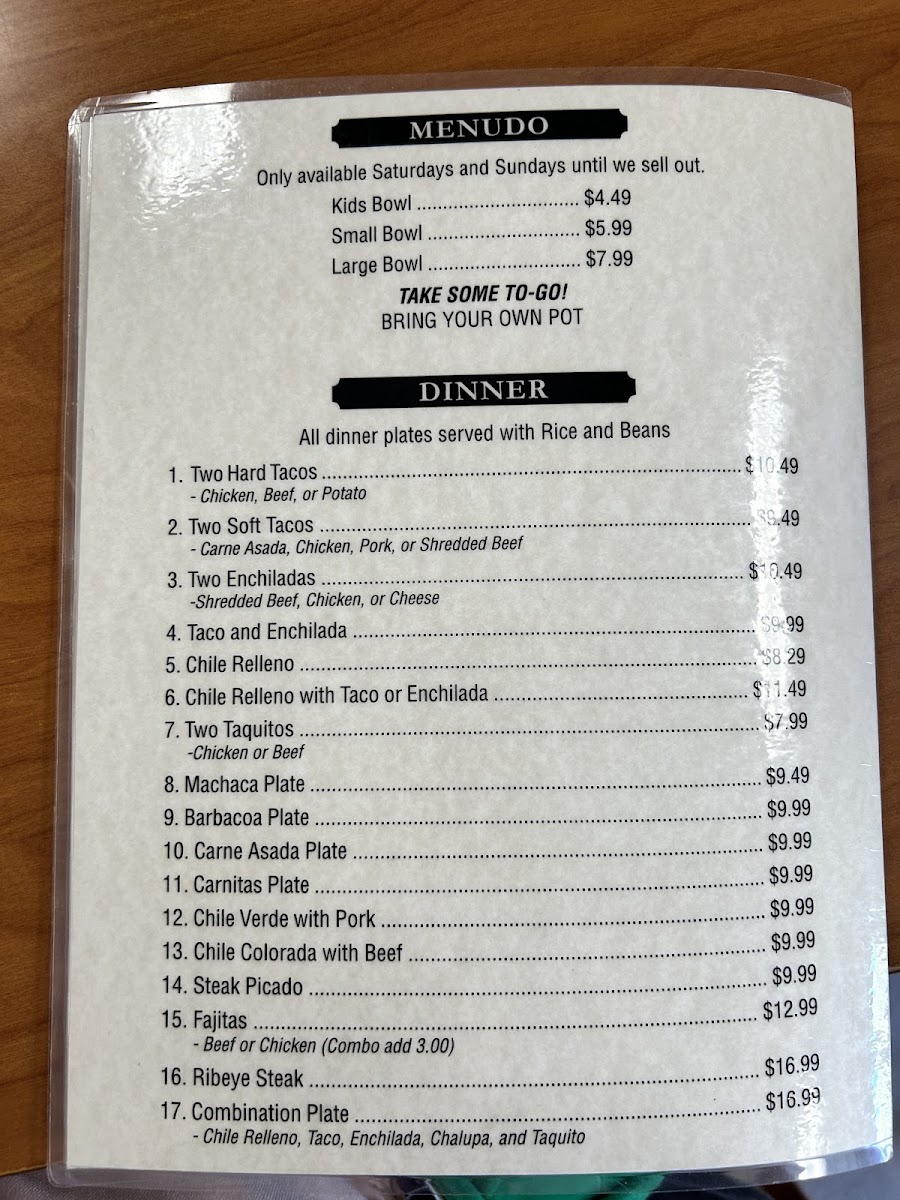 MENUDO
Only available Saturdays and Sundays until we sell out.
Kids Bowl ............................... $4.49
Small Bowl ............................. $5.99
Large Bowl ............................. $7.99
TAKE SOME TO-GO!
BRING YOUR OWN POT
DINNER
All dinner plates served with Rice and Beans
1. Two Hard Tacos ........................ $10.49
- Chicken, Beef, or Potato
2. Two Soft Tacos ........................ $9.49
- Carne Asada, Chicken, Pork, or Shredded Beef
3. Two Enchiladas ........................ $10.49
-Shredded Beef, Chicken, or Cheese
4. Taco and Enchilada ........................ $9.99
5. Chile Relleno ........................ $8.29
6. Chile Relleno with Taco or Enchilada ........................ $11.49
7. Two Taquitos ........................ $7.99
-Chicken or Beef
8. Machaca Plate ........................ $9.49
9. Barbacoa Plate ........................ $9.99
10. Carne Asada Plate ........................ $9.99
11. Carnitas Plate ........................ $9.99
12. Chile Verde with Pork ........................ $9.99
13. Chile Colorada with Beef ........................ $9.99
14. Steak Picado ........................ $9.99
15. Fajitas ........................ $12.99
- Beef or Chicken (Combo add 3.00)
16. Ribeye Steak ........................ $16.99
17. Combination Plate ........................ $16.99
- Chile Relleno, Taco, Enchilada, Chalupa, and Taquito